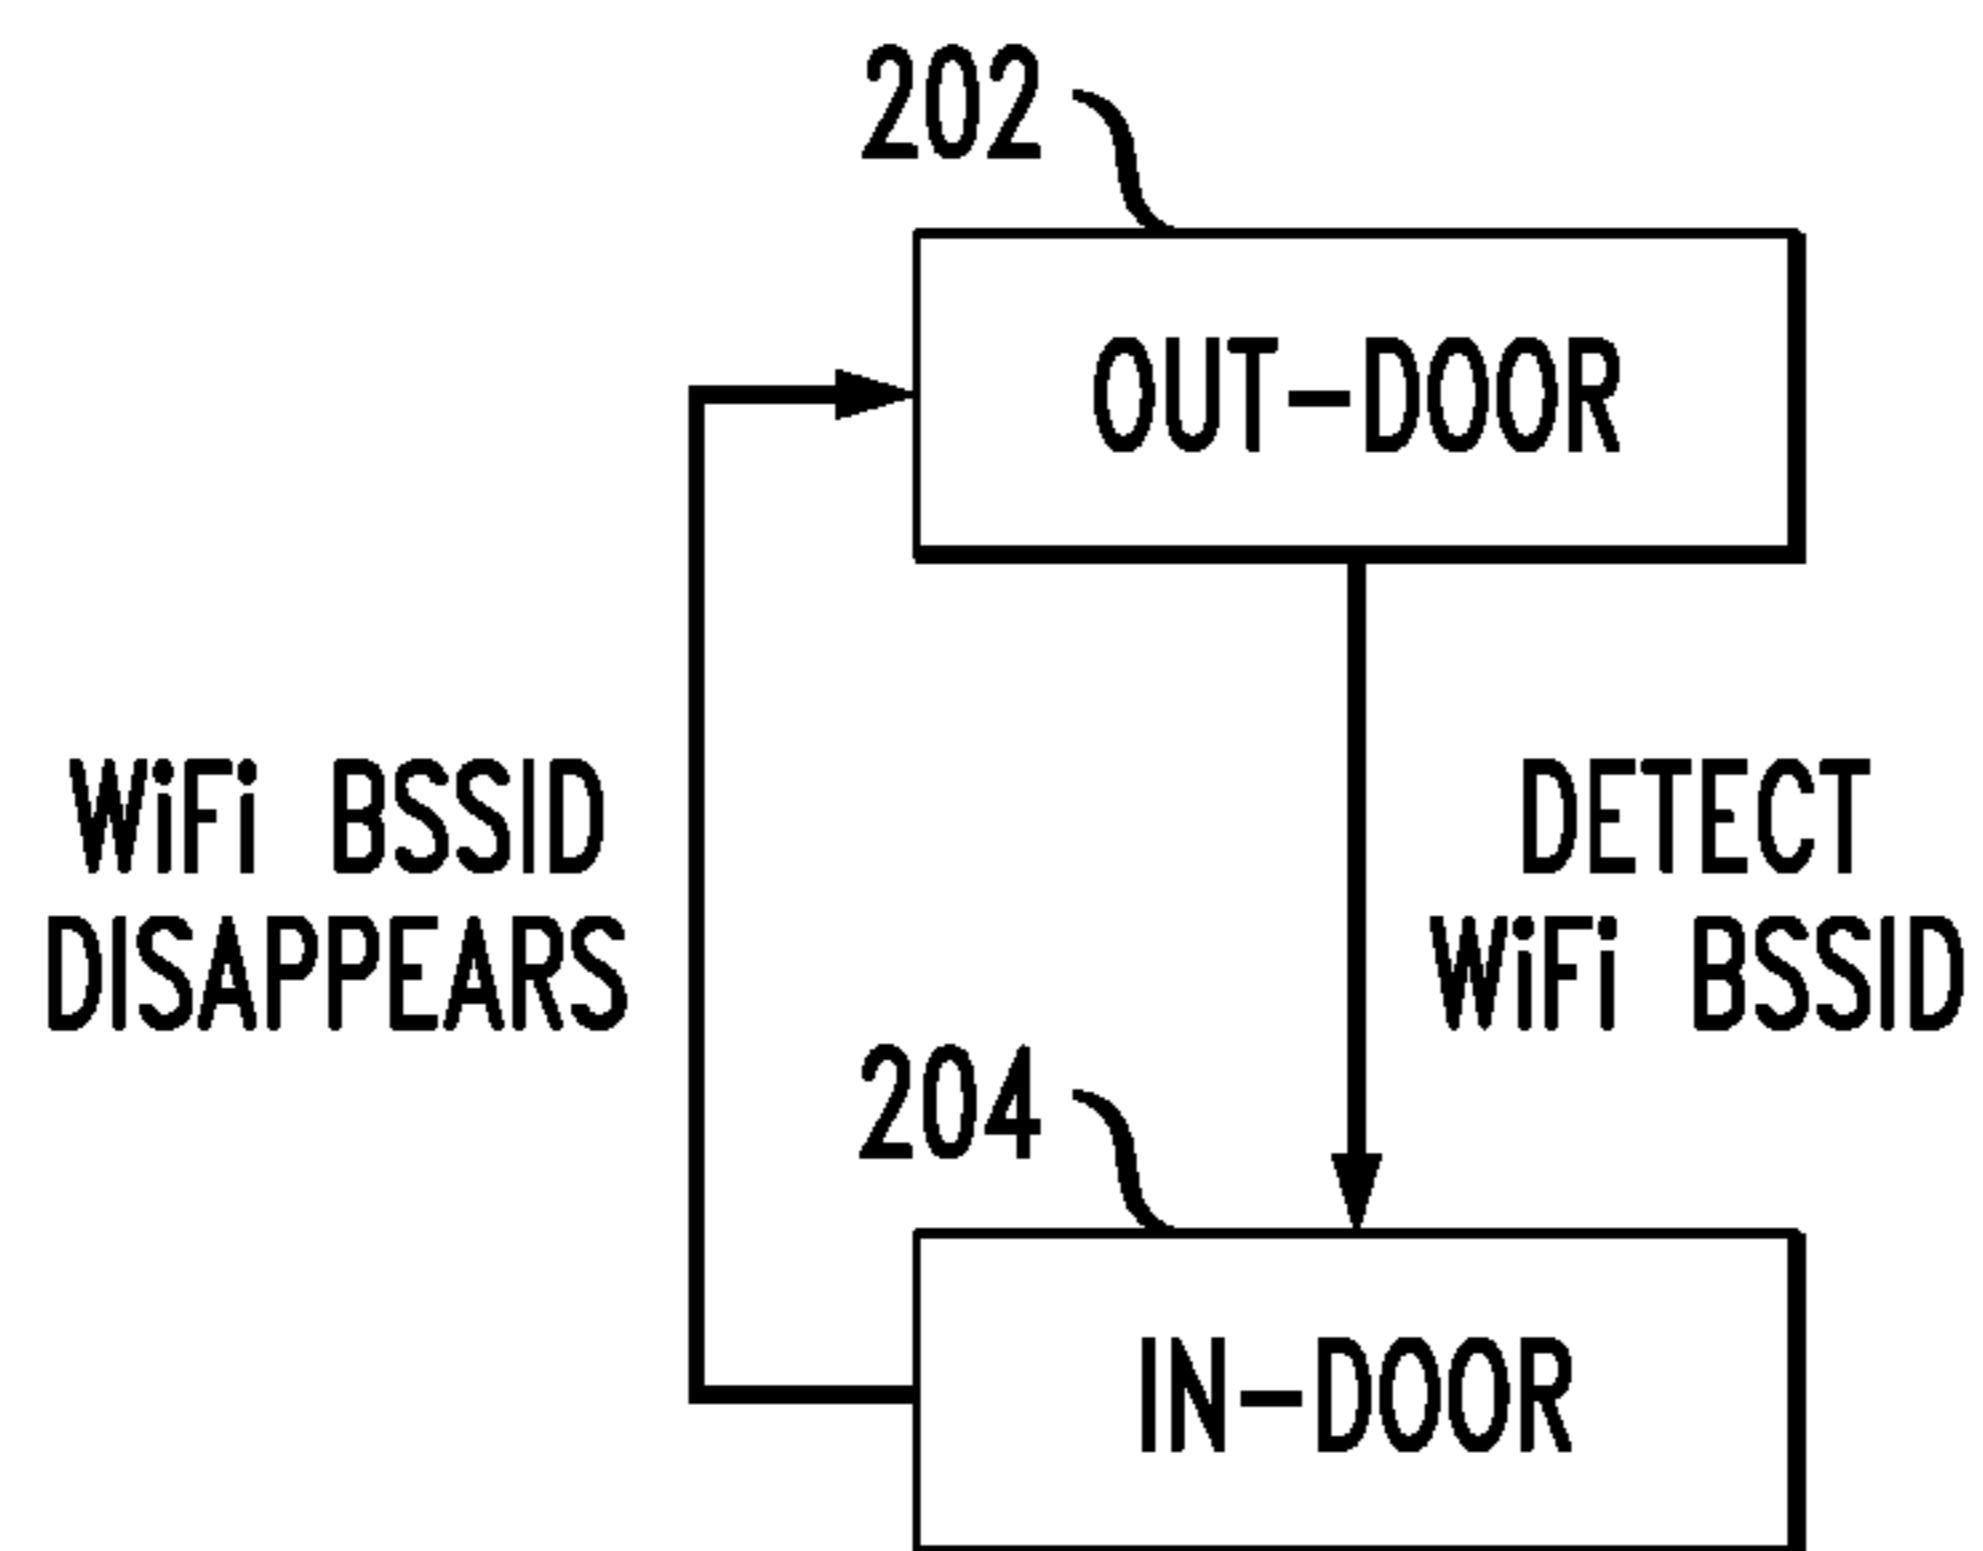 202
OUT-DOOR
WiFi BSSID
DISAPPEARS
DETECT
WiFi BSSID
204
IN-DOOR